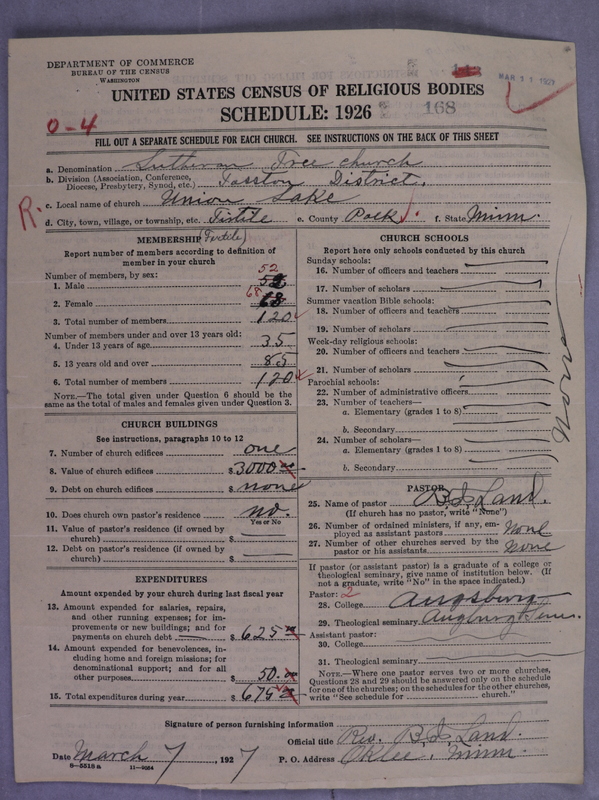 DEPARTMENT OF COMMERCE
BUREAU OF THE CENSUS
WASHINGTON
MAR 11 1927
UNITED STATES CENSUS OF RELIGIOUS BODIES
SCHEDULE: 1926
168
0-4
FILL OUT A SEPARATE SCHEDULE FOR EACH CHURCH. SEE INSTRUCTIONS ON THE BACK OF THIS SHEET
a. Denomination Lutheran Free church
b. Division (Association, Conference, Diocese, Presbytery, Synod, etc.) Fosston District.
c. Local name of church Union Lake
R. d. City, town, village, or township, etc. Firtile e. County Polk f. State Minn.
(Fertile)
MEMBERSHIP
Report number of members according to definition of member in your church
Number of members, by sex:
52
1. Male 52
2. Female 68 68
3. Total number of members 120
Number of members under and over 13 years old:
4. Under 13 years of age 35
5. 13 years old and over 85
6. Total number of members 120
NOTE.—The total given under Question 6 should be the same as the total of males and females given under Question 3.
CHURCH BUILDINGS
See instructions, paragraphs 10 to 12
7. Number of church edifices one
8. Value of church edifices $ 3000.00
9. Debt on church edifices $ none
10. Does church own pastor's residence no.
Yes or No
11. Value of pastor's residence (if owned by church) $
12. Debt on pastor's residence (if owned by church) $
EXPENDITURES
Amount expended by your church during last fiscal year
13. Amount expended for salaries, repairs, and other running expenses; for improvements or new buildings; and for payments on church debt $ 625
14. Amount expended for benevolences, including home and foreign missions; for denominational support; and for all other purposes $ 50.00
15. Total expenditures during year $ 675
CHURCH SCHOOLS
Report here only schools conducted by this church
Sunday schools:
16. Number of officers and teachers
17. Number of scholars
Summer vacation Bible schools:
18. Number of officers and teachers
19. Number of scholars
Week-day religious schools:
20. Number of officers and teachers
21. Number of scholars
Parochial schools:
22. Number of administrative officers
23. Number of teachers—
a. Elementary (grades 1 to 8)
b. Secondary
24. Number of scholars—
a. Elementary (grades 1 to 8)
b. Secondary
None
PASTOR
25. Name of pastor B. I. Land.
(If church has no pastor, write "None")
26. Number of ordained ministers, if any, employed as assistant pastors None
27. Number of other churches served by the pastor or his assistants None
If pastor (or assistant pastor) is a graduate of a college or theological seminary, give name of institution below. (If not a graduate, write "No" in the space indicated.)
Pastor: 2
28. College Augsburg
29. Theological seminary Augburg Sem.
Assistant pastor:
30. College
31. Theological seminary
NOTE.—Where one pastor serves two or more churches, Questions 28 and 29 should be answered only on the schedule for one of the churches; on the schedules for the other churches, write "See schedule for church."
Signature of person furnishing information
Official title Rev. B. I. Land.
Date March 7, 1927 P. O. Address Oklee, Minn.
8-5518a 11-9084